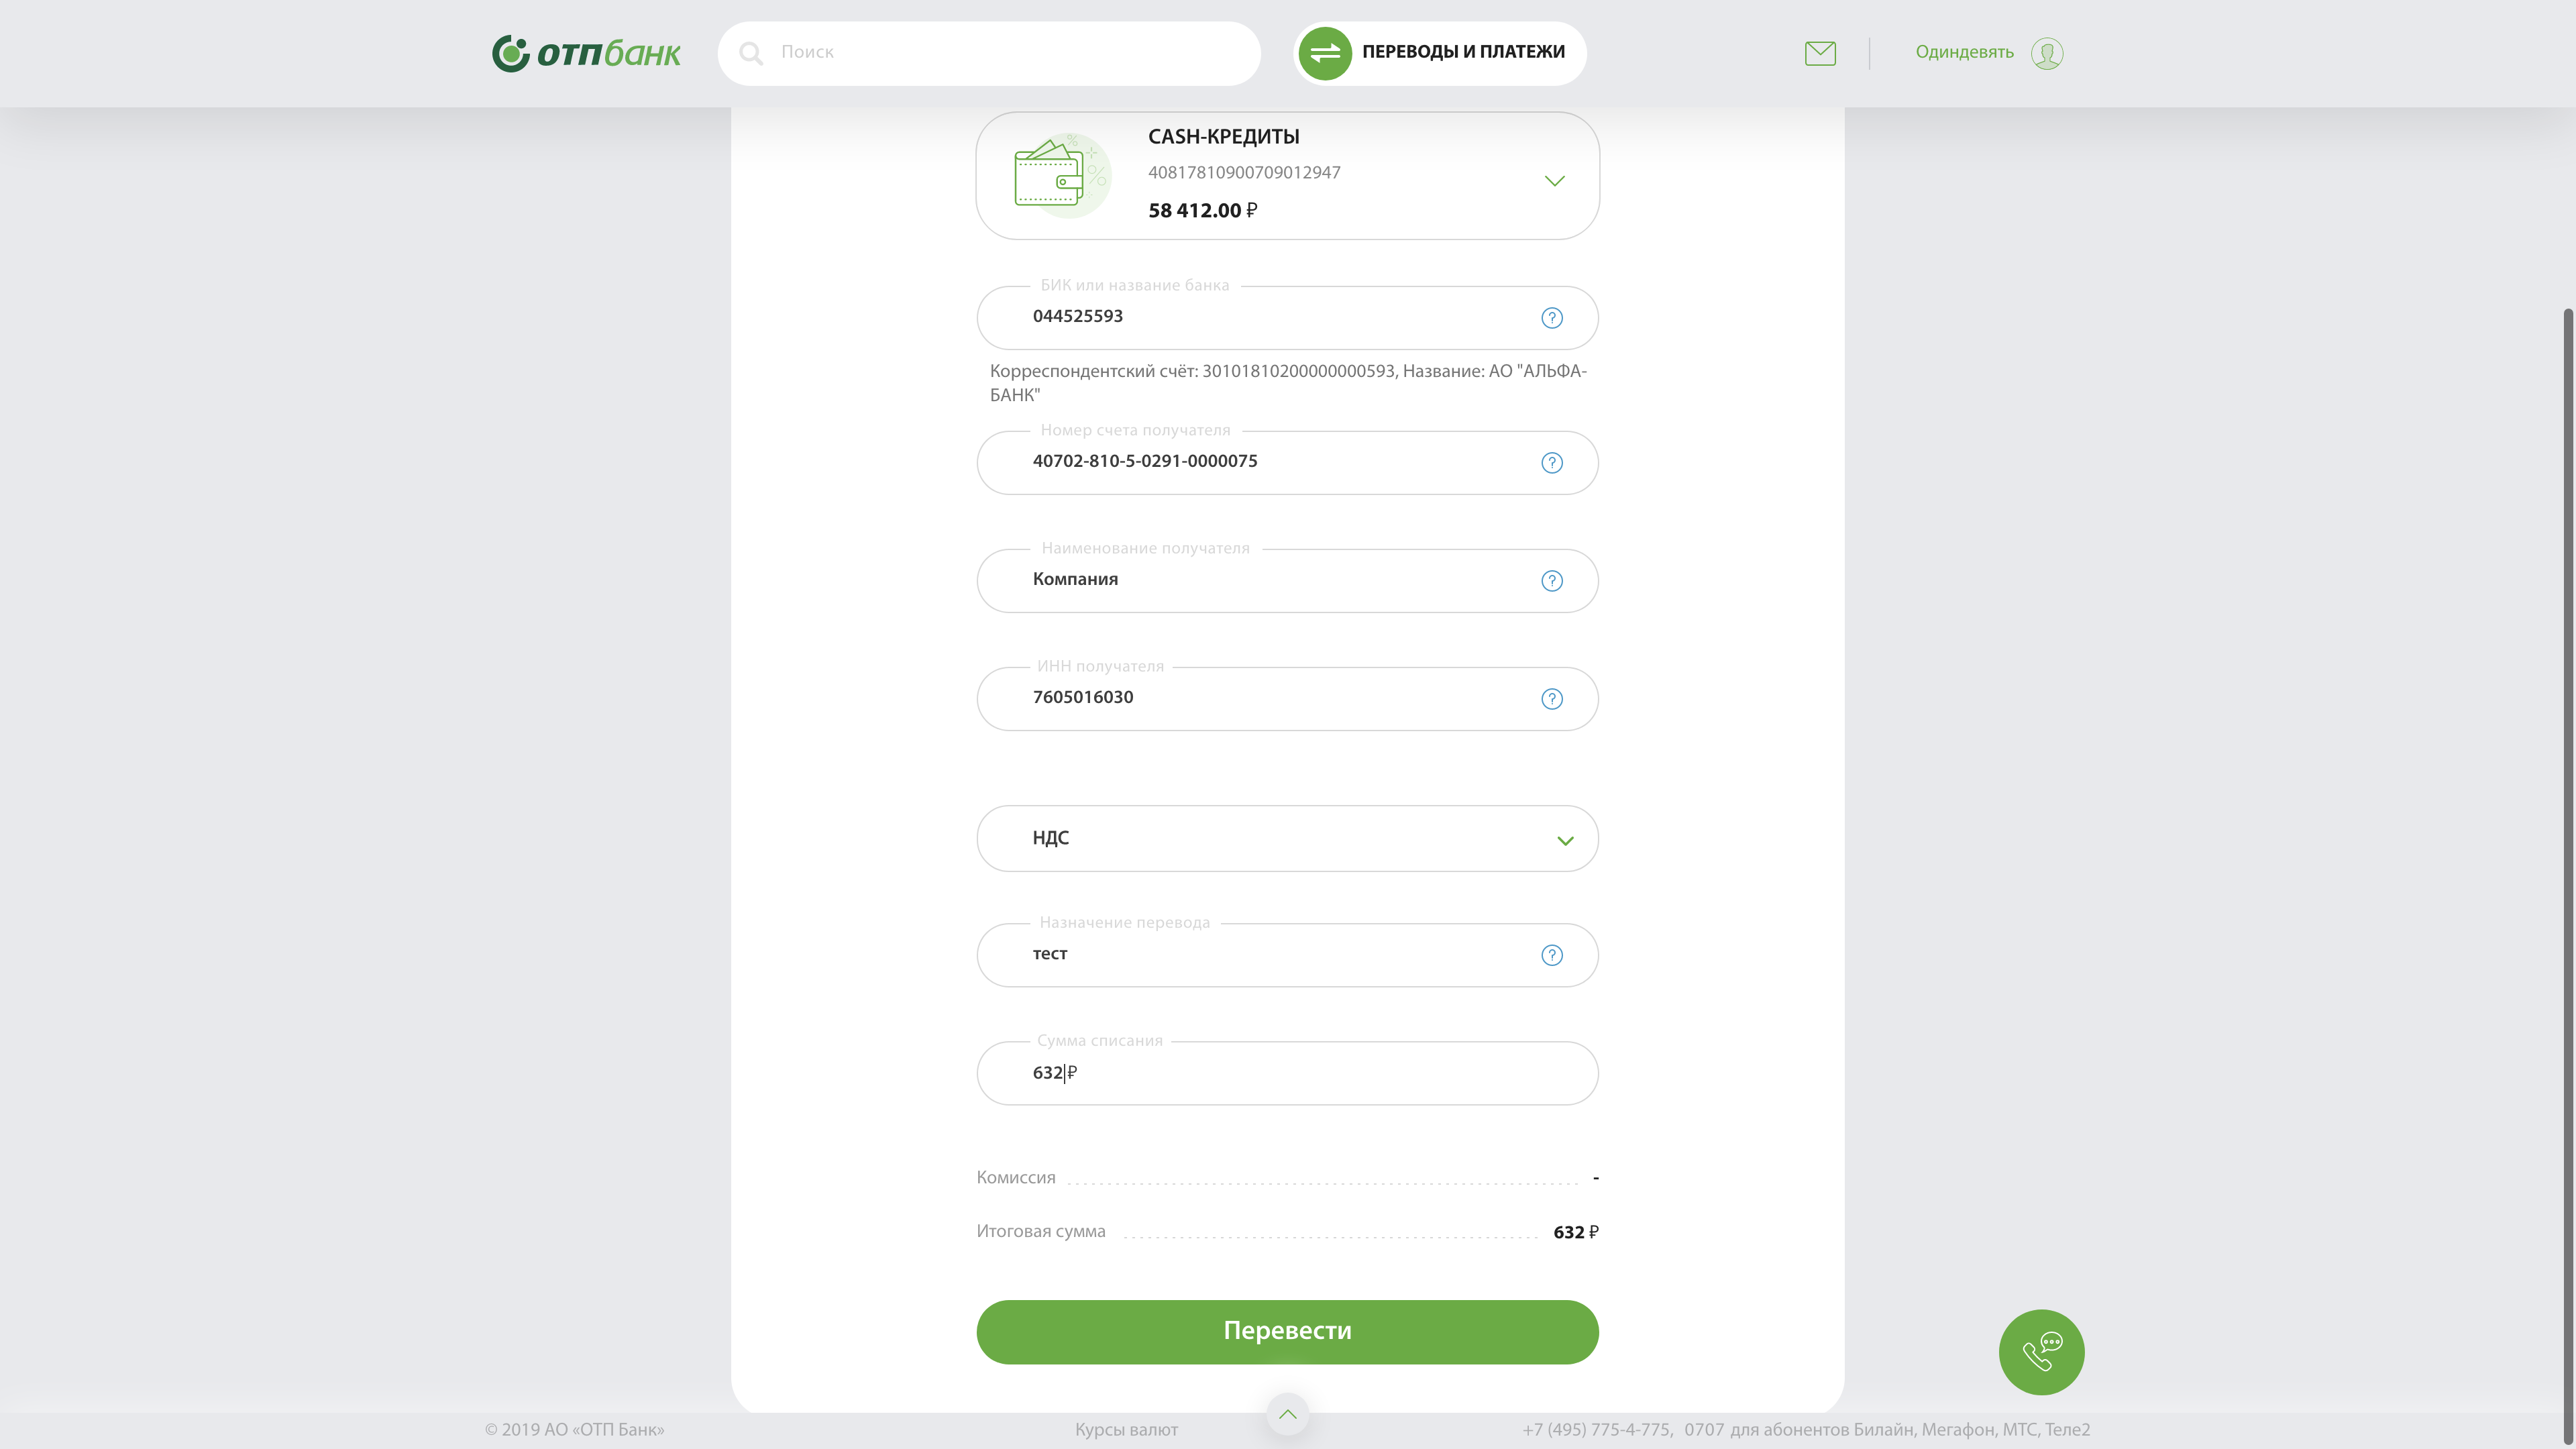 отпбанк
Поиск
ПЕРЕВОДЫ И ПЛАТЕЖИ
Одиндевять
CASH-КРЕДИТЫ
40817810900709012947
58 412.00 ₽
БИК или название банка
044525593
Корреспондентский счёт: 30101810200000000593, Название: АО "АЛЬФА-
БАНК"
Номер счета получателя
40702-810-5-0291-0000075
Наименование получателя
Компания
ИНН получателя
7605016030
НДС
Назначение перевода
тест
Сумма списания
632 ₽
Комиссия -
Итоговая сумма 632 ₽
Перевести
© 2019 АО «ОТП Банк»
Курсы валют
+7 (495) 775-4-775, 0707 для абонентов Билайн, Мегафон, МТС, Теле2